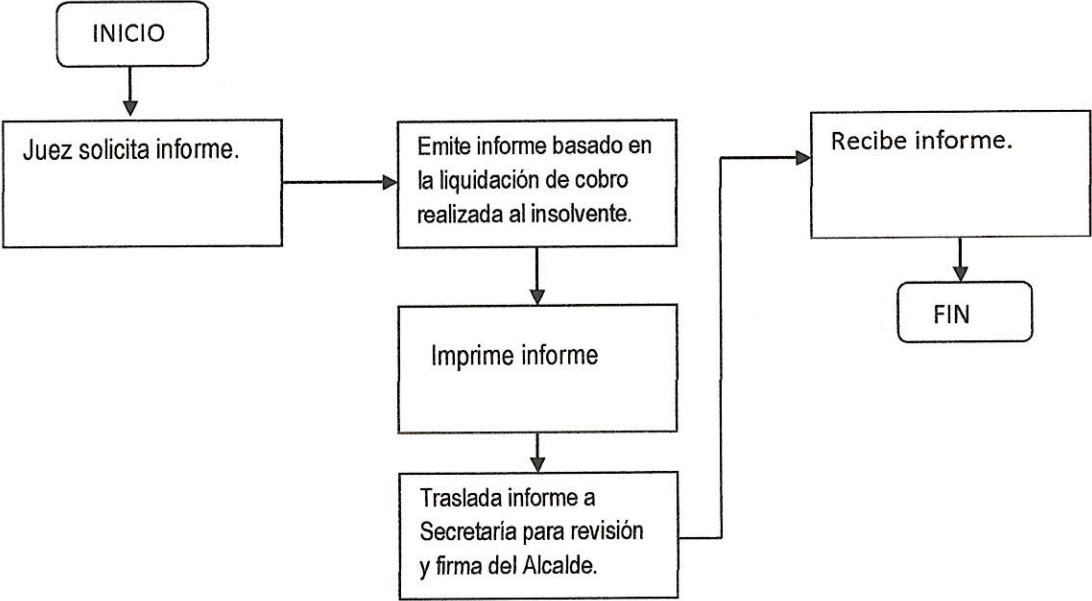 INICIO
Juez solicita informe.
Emite informe basado en
la liquidación de cobro
realizada al insolvente.
Imprime informe
Traslada informe a
Secretaría para revisión
y firma del Alcalde.
Recibe informe.
FIN